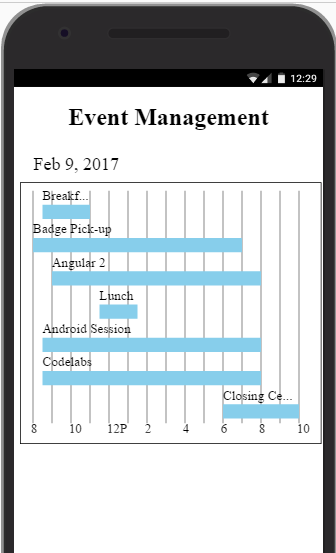 12:29
Event Management
Feb 9, 2017
Breakf...
Badge Pick-up
Angular 2
Lunch
Android Session
Codelabs
Closing Ce...
8 10 12P 2 4 6 8 10